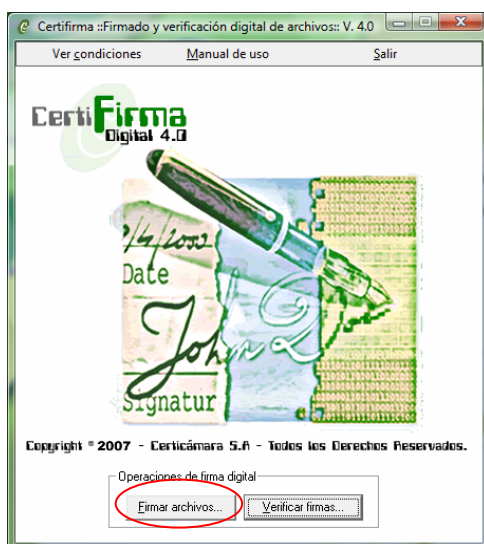 Certifirma ::Firmado y verificación digital de archivos:: V. 4.0
Ver condiciones Manual de uso Salir
CertiFirma
Digital 4.0
Date
John Q
Signatur
Copyright © 2007 - Certicámara S.A - Todos los Derechos Reservados.
Operaciones de firma digital
Firmar archivos... Verificar firmas...